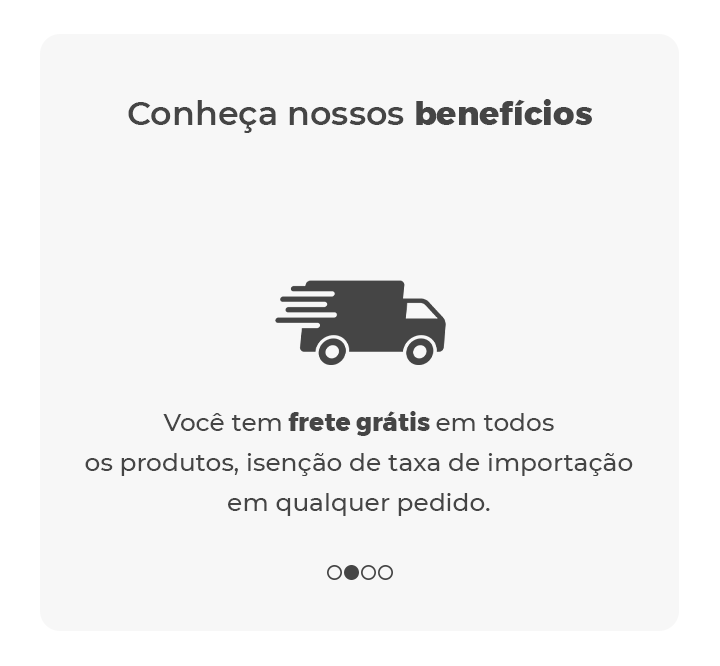 Conheça nossos benefícios
Você tem frete grátis em todos
os produtos, isenção de taxa de importação
em qualquer pedido.